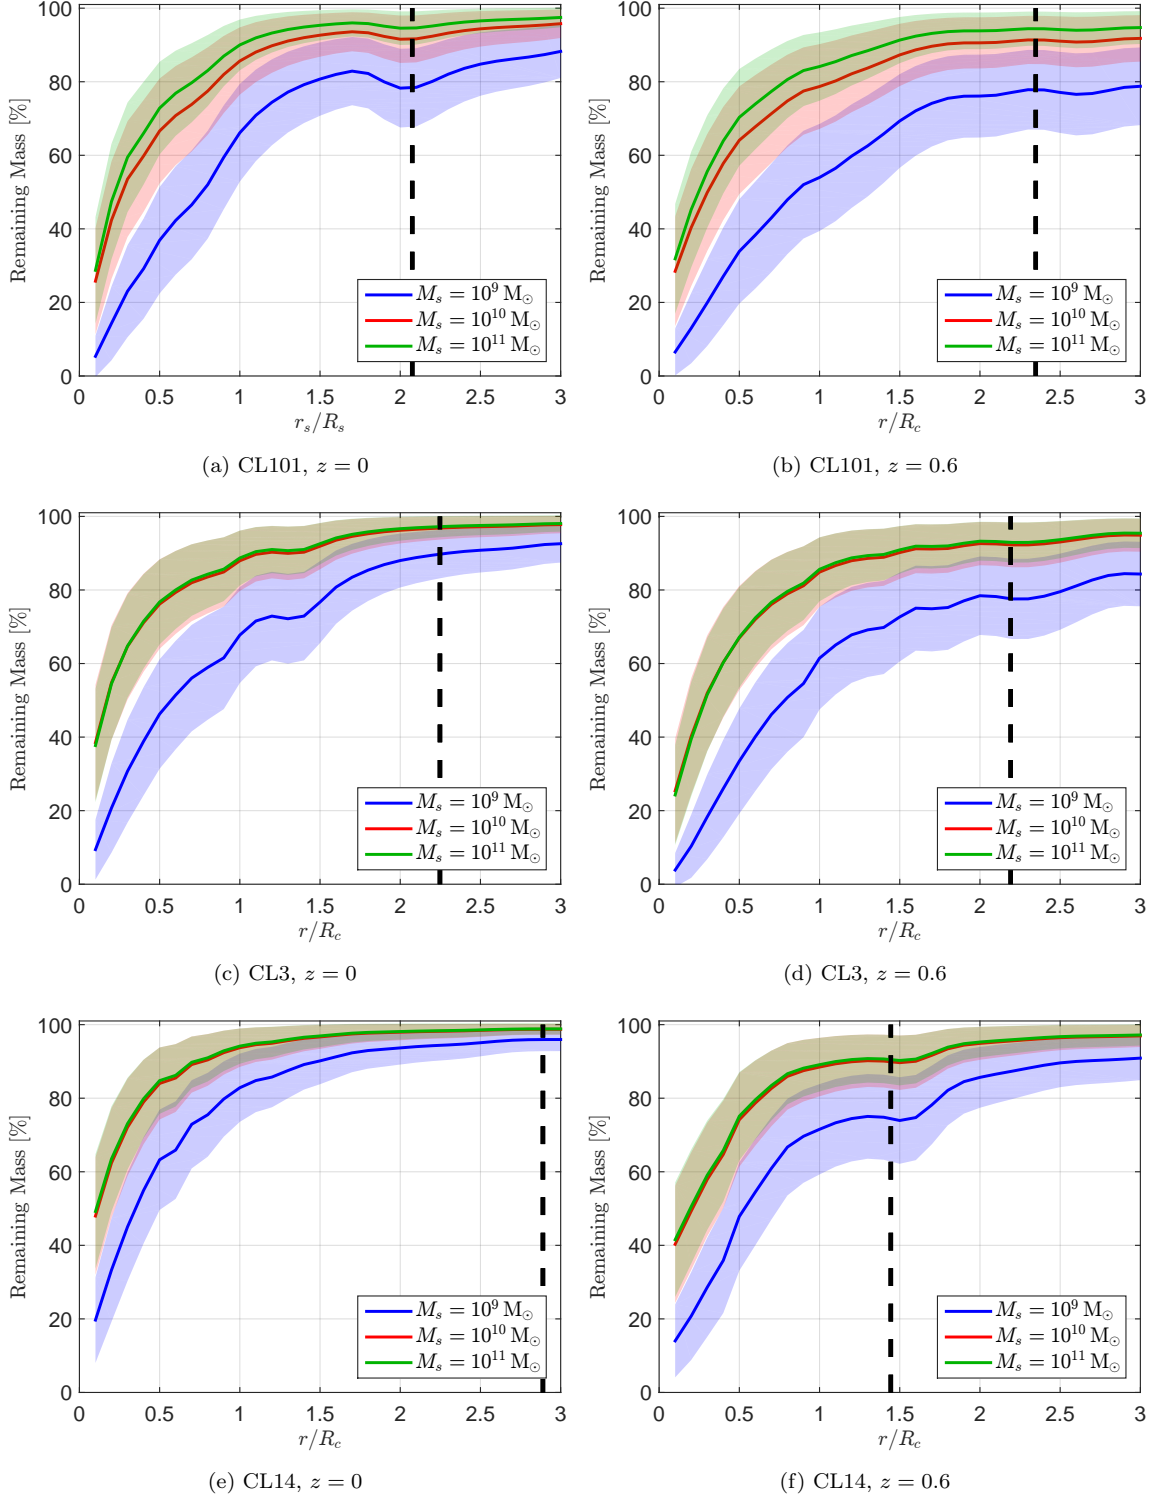 Remaining Mass [%]
100
80
60
40
20
0
M_s = 10^9 M_☉
M_s = 10^10 M_☉
M_s = 10^11 M_☉
0 0.5 1 1.5 2 2.5 3
r_s/R_s
(a) CL101, z = 0
Remaining Mass [%]
100
80
60
40
20
0
M_s = 10^9 M_☉
M_s = 10^10 M_☉
M_s = 10^11 M_☉
0 0.5 1 1.5 2 2.5 3
r/R_c
(b) CL101, z = 0.6
Remaining Mass [%]
100
80
60
40
20
0
M_s = 10^9 M_☉
M_s = 10^10 M_☉
M_s = 10^11 M_☉
0 0.5 1 1.5 2 2.5 3
r/R_c
(c) CL3, z = 0
Remaining Mass [%]
100
80
60
40
20
0
M_s = 10^9 M_☉
M_s = 10^10 M_☉
M_s = 10^11 M_☉
0 0.5 1 1.5 2 2.5 3
r/R_c
(d) CL3, z = 0.6
Remaining Mass [%]
100
80
60
40
20
0
M_s = 10^9 M_☉
M_s = 10^10 M_☉
M_s = 10^11 M_☉
0 0.5 1 1.5 2 2.5 3
r/R_c
(e) CL14, z = 0
Remaining Mass [%]
100
80
60
40
20
0
M_s = 10^9 M_☉
M_s = 10^10 M_☉
M_s = 10^11 M_☉
0 0.5 1 1.5 2 2.5 3
r/R_c
(f) CL14, z = 0.6